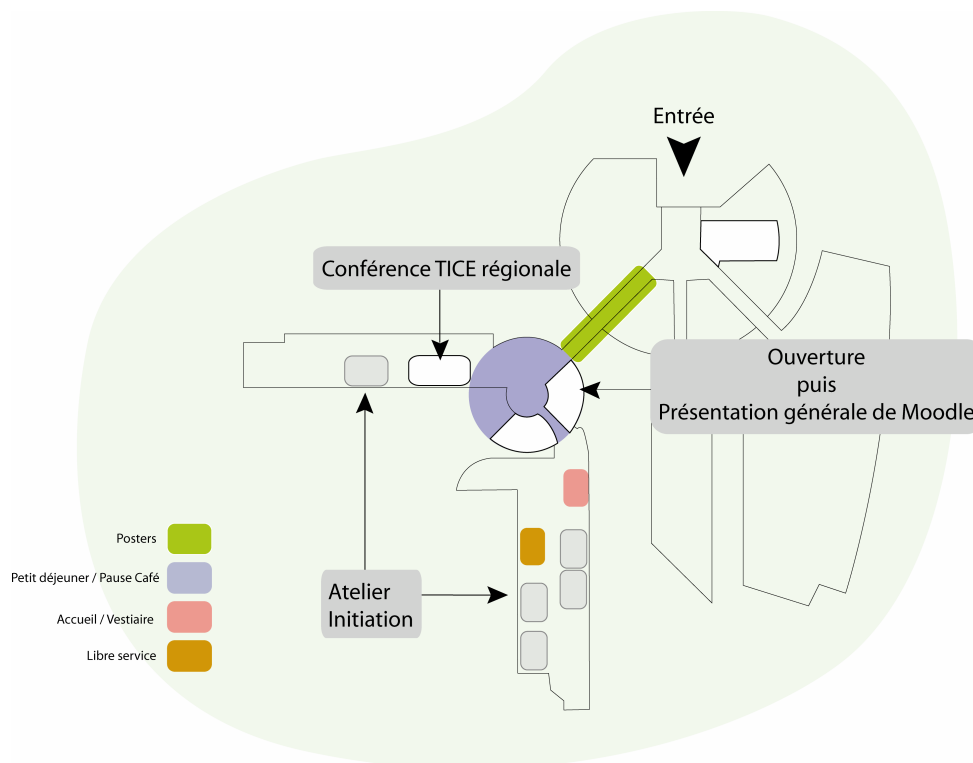 Entrée
Conférence TICE régionale
Ouverture
puis
Présentation générale de Moodle
Posters
Petit déjeuner / Pause Café
Accueil / Vestiaire
Libre service
Atelier
Initiation